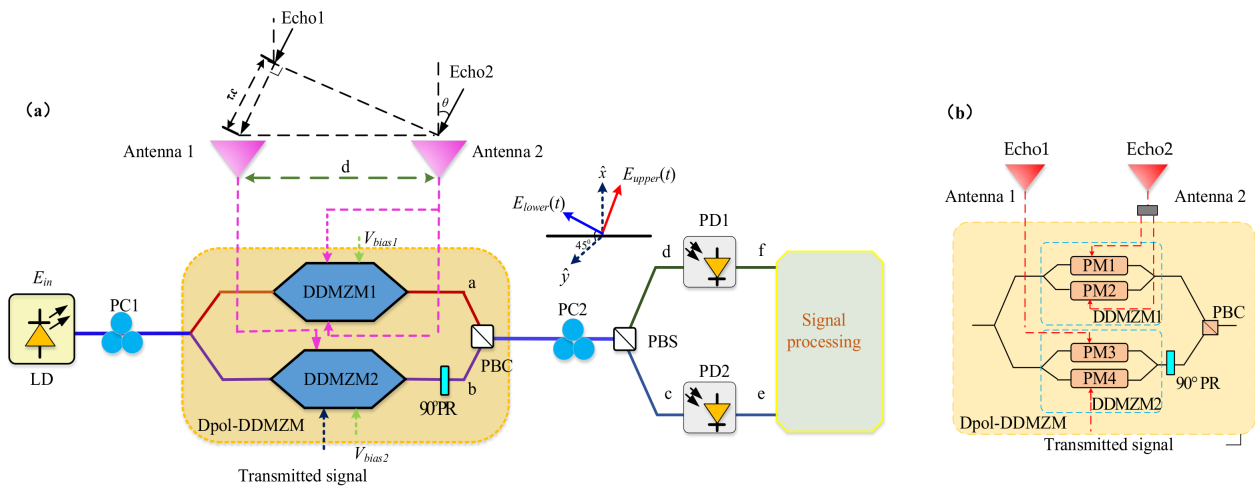 (a)
Echo1
Echo2
τ.c
θ
Antenna 1
Antenna 2
d
E_in
LD
PC1
V_bias1
DDMZM1
a
DDMZM2
b
90°PR
PBC
Dpol-DDMZM
V_bias2
Transmitted signal
x̂
E_upper(t)
E_lower(t)
45⁰
ŷ
PC2
PBS
d
PD1
f
c
PD2
e
Signal
processing
(b)
Echo1
Echo2
Antenna 1
Antenna 2
PM1
PM2
DDMZM1
PBC
PM3
PM4
90° PR
DDMZM2
Dpol-DDMZM
Transmitted signal